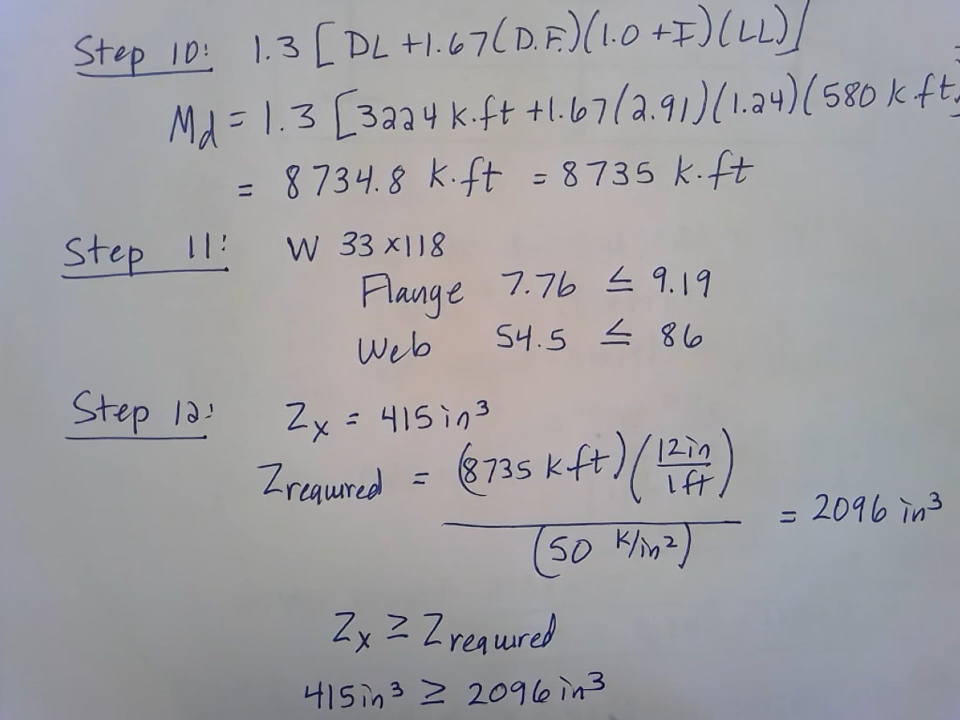 Step 10: 1.3 [ DL + 1.67 (D.F.)(1.0 + I)(LL)]
Md = 1.3 [3224 k.ft + 1.67 (2.91)(1.24)(580 k.ft)]
= 8734.8 k.ft = 8735 k.ft
Step 11: W 33 x118
Flange 7.76 ≤ 9.19
Web 54.5 ≤ 86
Step 12: Zx = 415 in³
Zrequired = (8735 k ft) (12in / 1ft) / (50 k/in²) = 2096 in³
Zx ≥ Zrequired
415 in³ ≥ 2096 in³